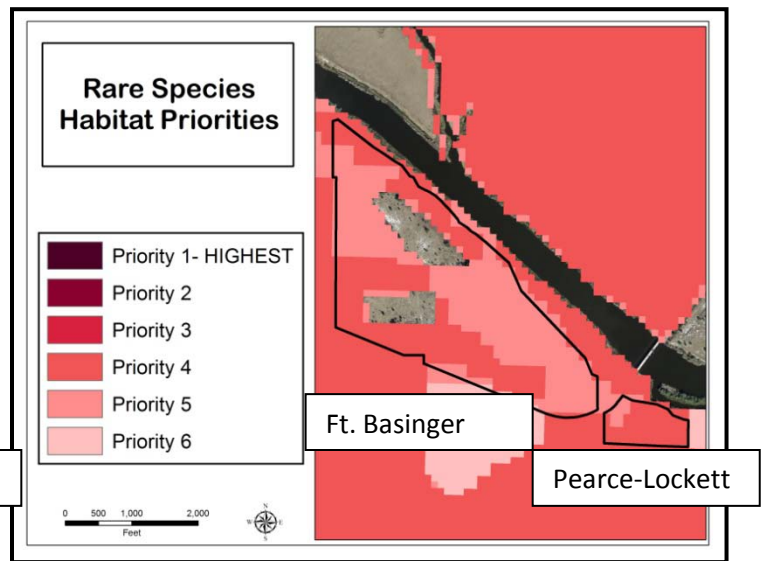 Rare Species
Habitat Priorities
Priority 1- HIGHEST
Priority 2
Priority 3
Priority 4
Priority 5
Priority 6
0 500 1,000 2,000
Feet
N
W E
S
Ft. Basinger
Pearce-Lockett